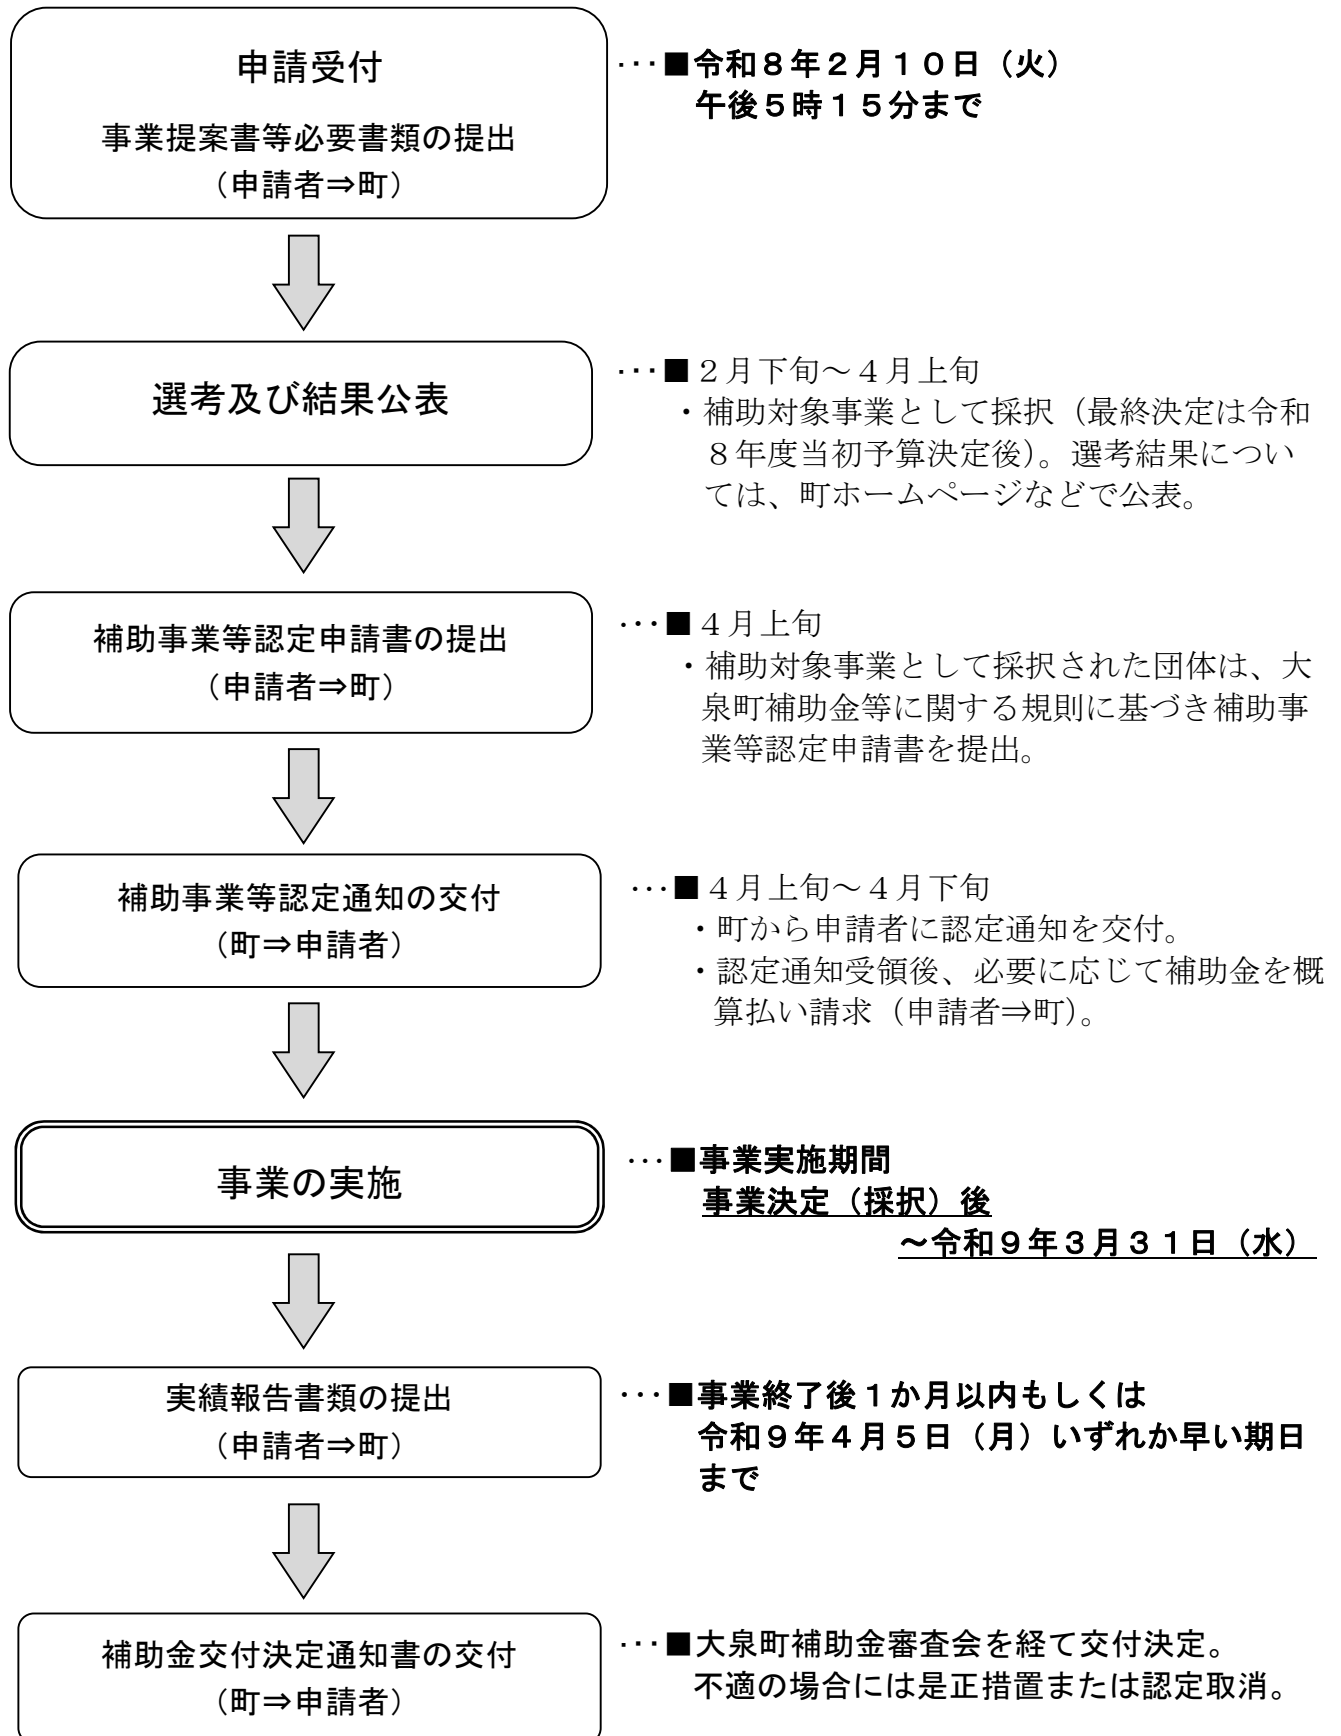 申請受付
事業提案書等必要書類の提出
（申請者⇒町）
･･･■令和８年２月１０日（火）
午後５時１５分まで
選考及び結果公表
･･･■２月下旬～４月上旬
・補助対象事業として採択（最終決定は令和
８年度当初予算決定後）。選考結果につい
ては、町ホームページなどで公表。
補助事業等認定申請書の提出
（申請者⇒町）
･･･■４月上旬
・補助対象事業として採択された団体は、大
泉町補助金等に関する規則に基づき補助事
業等認定申請書を提出。
補助事業等認定通知の交付
（町⇒申請者）
･･･■４月上旬～４月下旬
・町から申請者に認定通知を交付。
・認定通知受領後、必要に応じて補助金を概
算払い請求（申請者⇒町）。
事業の実施
･･･■事業実施期間
事業決定（採択）後
～令和９年３月３１日（水）
実績報告書類の提出
（申請者⇒町）
･･･■事業終了後１か月以内もしくは
令和９年４月５日（月）いずれか早い期日
まで
補助金交付決定通知書の交付
（町⇒申請者）
･･･■大泉町補助金審査会を経て交付決定。
不適の場合には是正措置または認定取消。